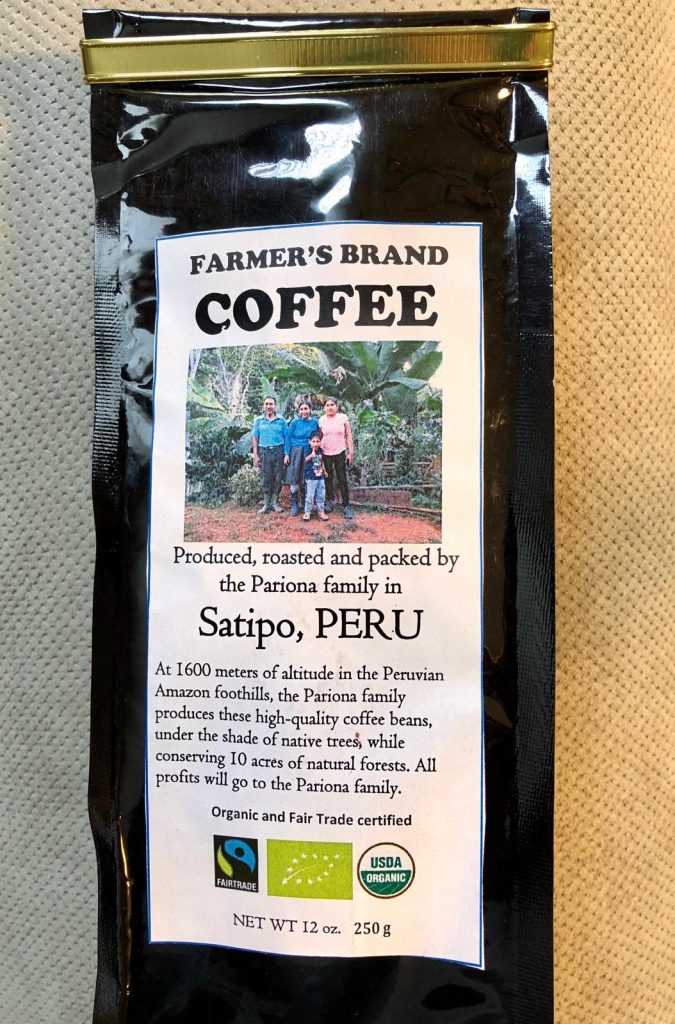 FARMER'S BRAND
COFFEE
Produced, roasted and packed by
the Pariona family in
Satipo, PERU
At 1600 meters of altitude in the Peruvian
Amazon foothills, the Pariona family
produces these high-quality coffee beans,
under the shade of native trees, while
conserving 10 acres of natural forests. All
profits will go to the Pariona family.
Organic and Fair Trade certified
FAIRTRADE
USDA
ORGANIC
NET WT 12 oz. 250 g